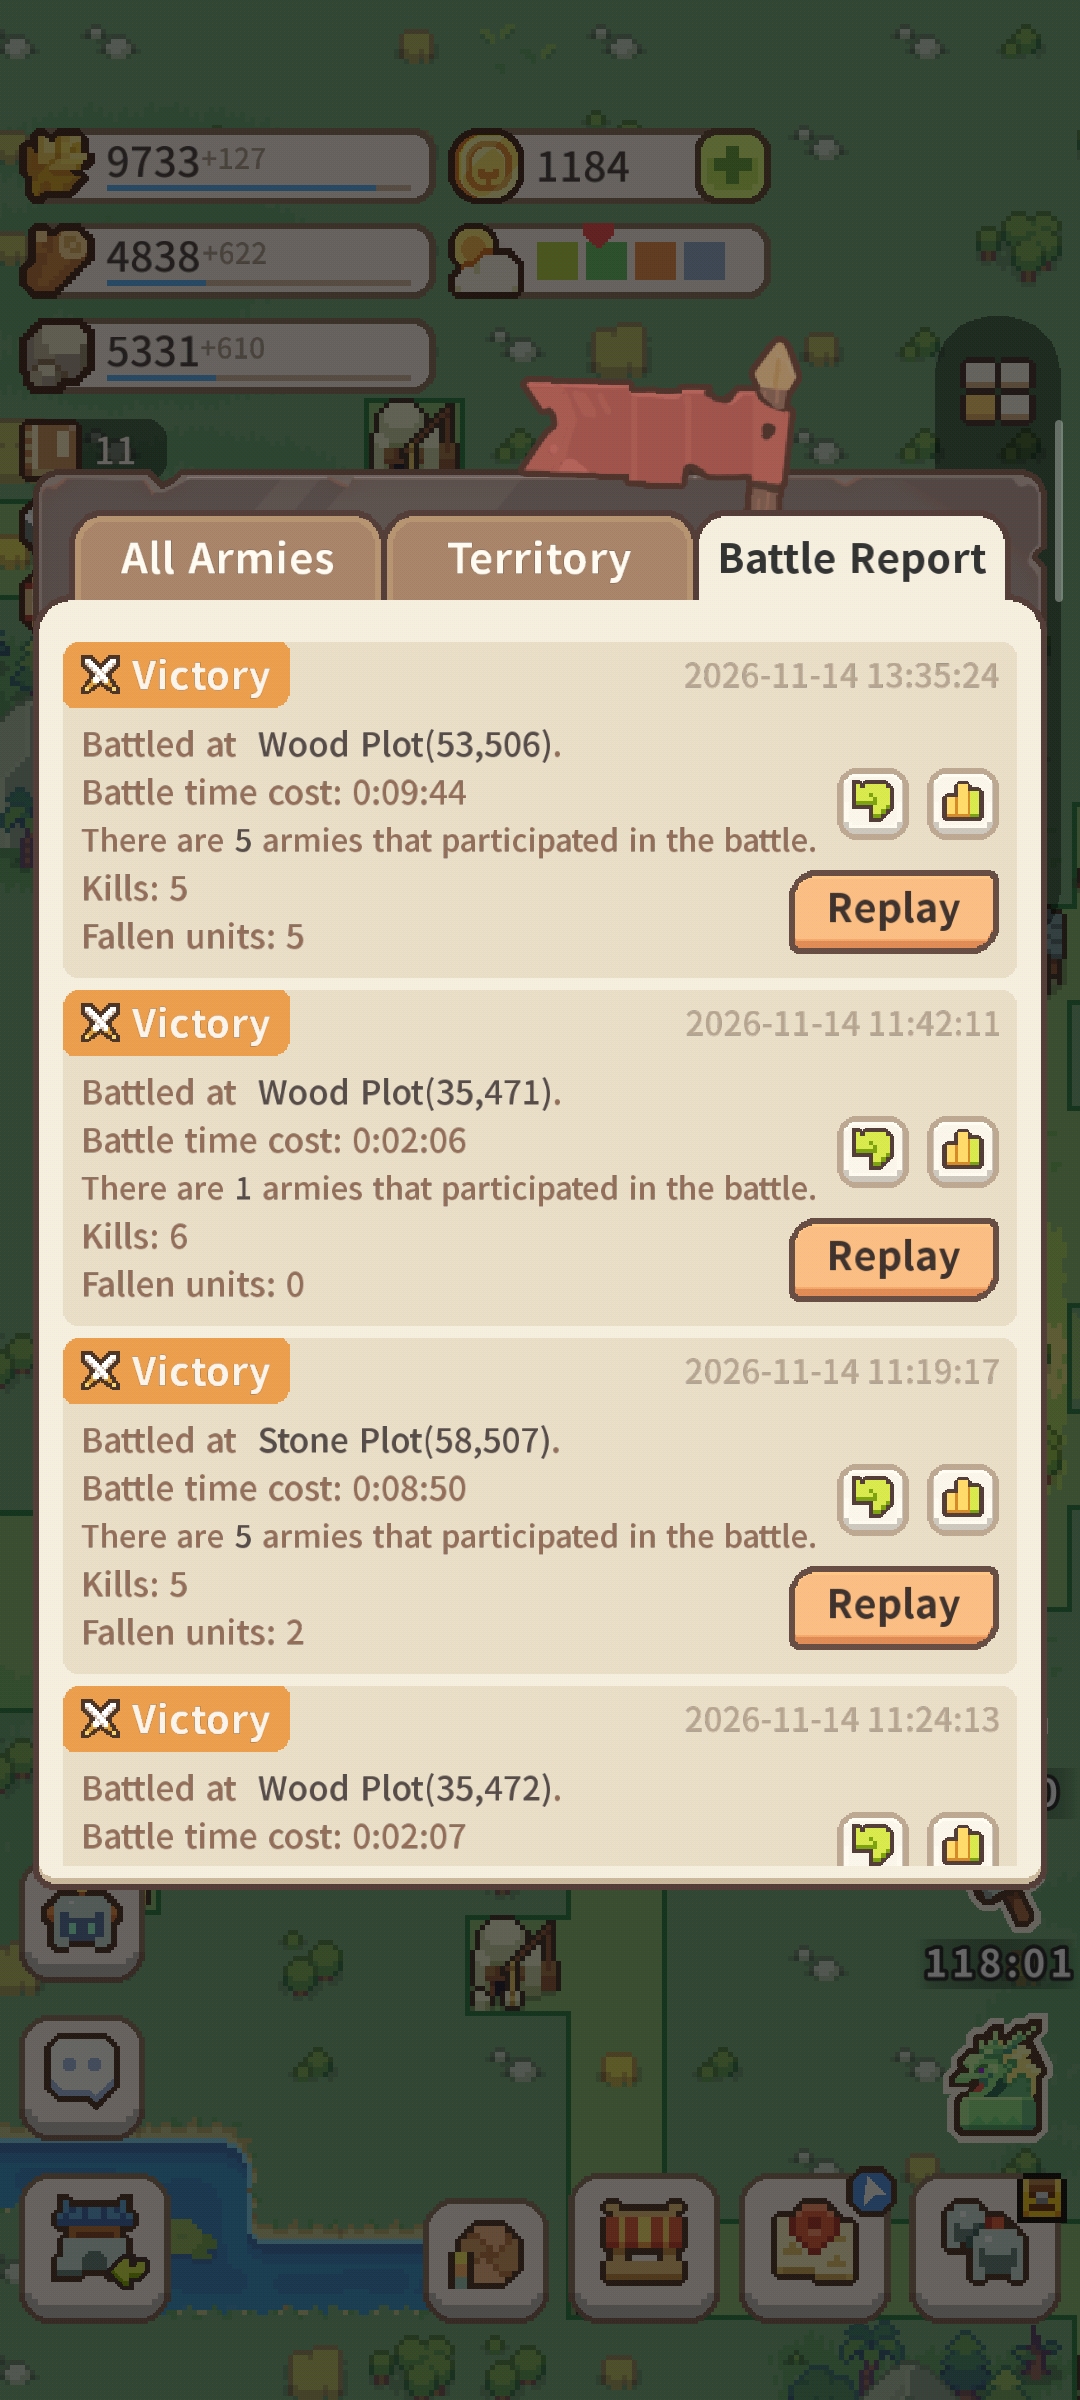 9733+127
1184
4838+622
5331+610
11
All Armies
Territory
Battle Report
Victory
2026-11-14 13:35:24
Battled at Wood Plot(53,506).
Battle time cost: 0:09:44
There are 5 armies that participated in the battle.
Kills: 5
Fallen units: 5
Replay
Victory
2026-11-14 11:42:11
Battled at Wood Plot(35,471).
Battle time cost: 0:02:06
There are 1 armies that participated in the battle.
Kills: 6
Fallen units: 0
Replay
Victory
2026-11-14 11:19:17
Battled at Stone Plot(58,507).
Battle time cost: 0:08:50
There are 5 armies that participated in the battle.
Kills: 5
Fallen units: 2
Replay
Victory
2026-11-14 11:24:13
Battled at Wood Plot(35,472).
Battle time cost: 0:02:07
118:01